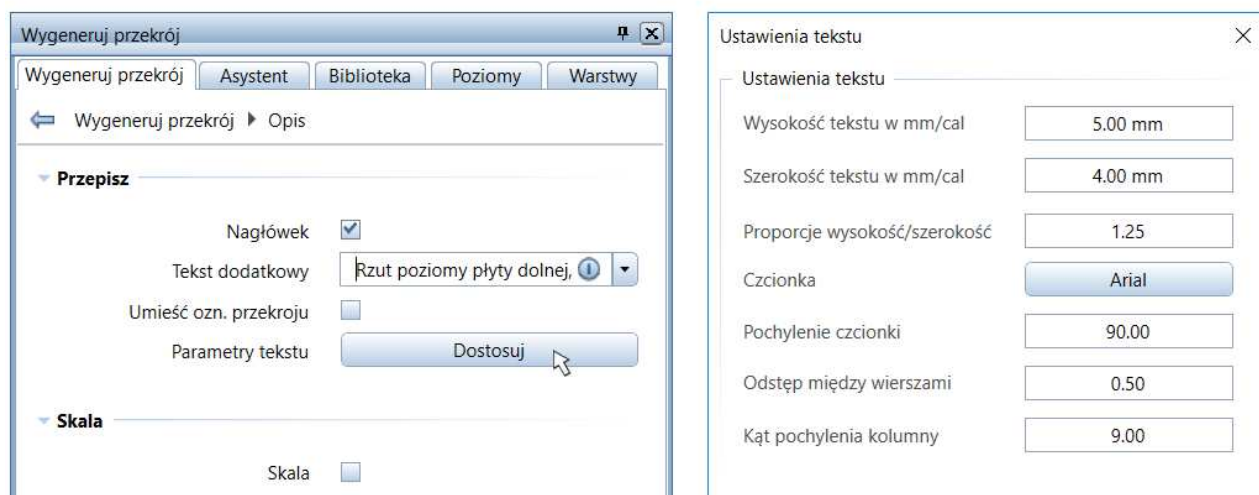 Wygeneruj przekrój
Wygeneruj przekrój Asystent Biblioteka Poziomy Warstwy
Wygeneruj przekrój Opis
Przepisz
Nagłówek
Tekst dodatkowy Rzut poziomy płyty dolnej,
Umieść ozn. przekroju
Parametry tekstu Dostosuj
Skala
Skala
Ustawienia tekstu
Ustawienia tekstu
Wysokość tekstu w mm/cal 5.00 mm
Szerokość tekstu w mm/cal 4.00 mm
Proporcje wysokość/szerokość 1.25
Czcionka Arial
Pochylenie czcionki 90.00
Odstęp między wierszami 0.50
Kąt pochylenia kolumny 9.00